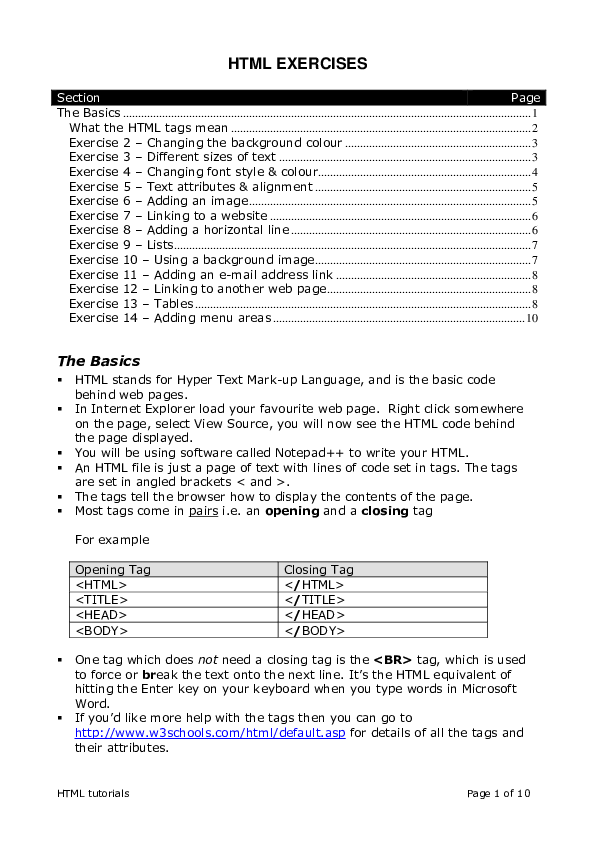 HTML EXERCISES
Section Page
The Basics ........ 1
What the HTML tags mean ........ 2
Exercise 2 – Changing the background colour ........ 3
Exercise 3 – Different sizes of text ........ 3
Exercise 4 – Changing font style & colour ........ 4
Exercise 5 – Text attributes & alignment ........ 5
Exercise 6 – Adding an image ........ 5
Exercise 7 – Linking to a website ........ 6
Exercise 8 – Adding a horizontal line ........ 6
Exercise 9 – Lists ........ 7
Exercise 10 – Using a background image ........ 7
Exercise 11 – Adding an e-mail address link ........ 8
Exercise 12 – Linking to another web page ........ 8
Exercise 13 – Tables ........ 8
Exercise 14 – Adding menu areas ........ 10
The Basics
▪ HTML stands for Hyper Text Mark-up Language, and is the basic code
behind web pages.
▪ In Internet Explorer load your favourite web page.  Right click somewhere
on the page, select View Source, you will now see the HTML code behind
the page displayed.
▪ You will be using software called Notepad++ to write your HTML.
▪ An HTML file is just a page of text with lines of code set in tags. The tags
are set in angled brackets < and >.
▪ The tags tell the browser how to display the contents of the page.
▪ Most tags come in pairs i.e. an opening and a closing tag
For example
Opening Tag Closing Tag
<HTML> </HTML>
<TITLE> </TITLE>
<HEAD> </HEAD>
<BODY> </BODY>
▪ One tag which does not need a closing tag is the <BR> tag, which is used
to force or break the text onto the next line. It's the HTML equivalent of
hitting the Enter key on your keyboard when you type words in Microsoft
Word.
▪ If you'd like more help with the tags then you can go to
http://www.w3schools.com/html/default.asp for details of all the tags and
their attributes.
HTML tutorials Page 1 of 10